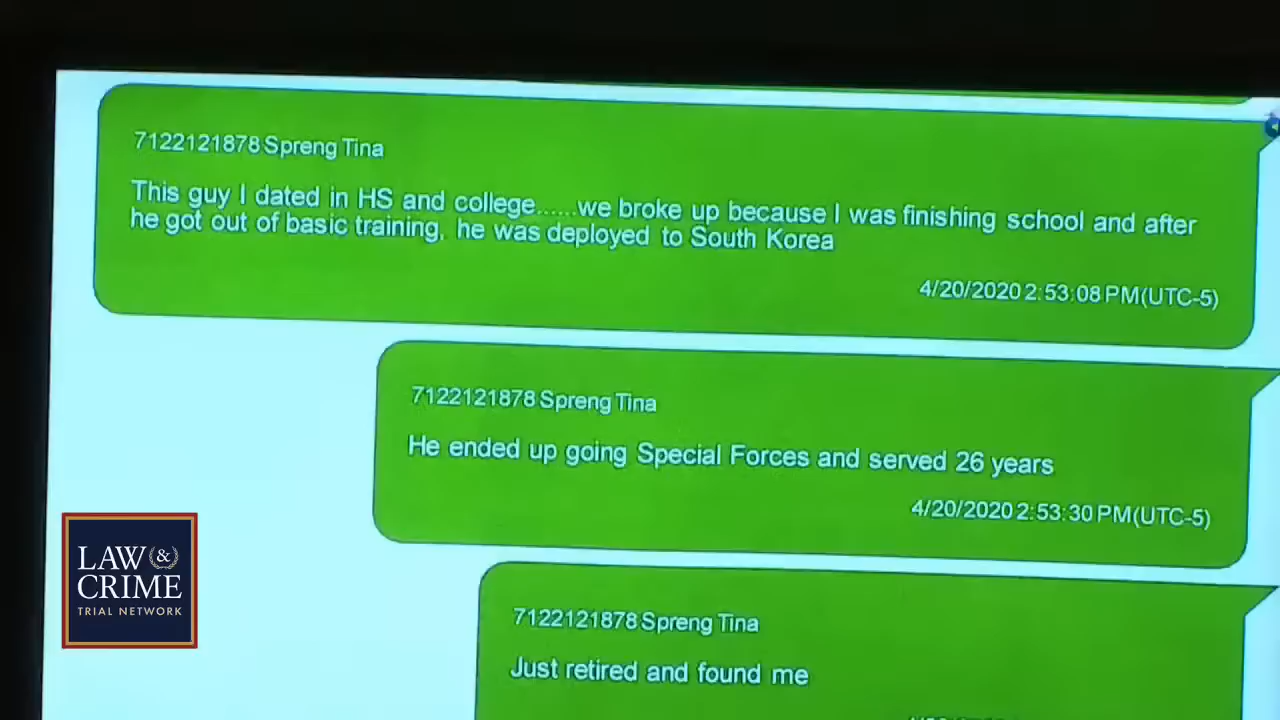 7122121878 Spreng Tina
This guy I dated in HS and college......we broke up because I was finishing school and after
he got out of basic training, he was deployed to South Korea
4/20/2020 2:53:08 PM(UTC-5)
7122121878 Spreng Tina
He ended up going Special Forces and served 26 years
4/20/2020 2:53:30 PM(UTC-5)
7122121878 Spreng Tina
Just retired and found me
LAW &
CRIME
TRIAL NETWORK